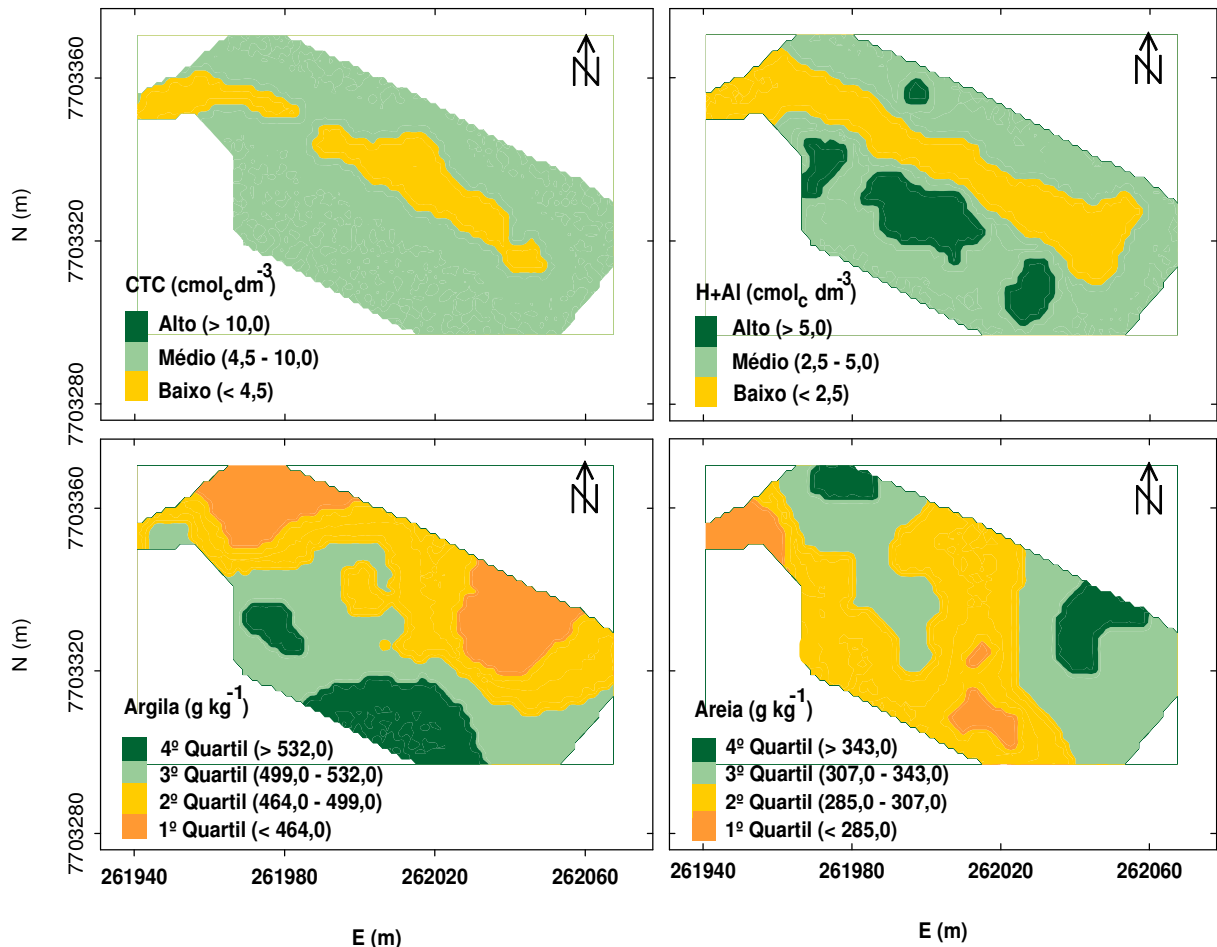 N (m)
7703360
7703320
7703280
N
CTC (cmolcdm-3)
Alto (> 10,0)
Médio (4,5 - 10,0)
Baixo (< 4,5)
N
H+Al (cmolc dm-3)
Alto (> 5,0)
Médio (2,5 - 5,0)
Baixo (< 2,5)
N (m)
7703360
7703320
7703280
N
Argila (g kg-1)
4º Quartil (> 532,0)
3º Quartil (499,0 - 532,0)
2º Quartil (464,0 - 499,0)
1º Quartil (< 464,0)
N
Areia (g kg-1)
4º Quartil (> 343,0)
3º Quartil (307,0 - 343,0)
2º Quartil (285,0 - 307,0)
1º Quartil (< 285,0)
261940 261980 262020 262060
261940 261980 262020 262060
E (m)
E (m)